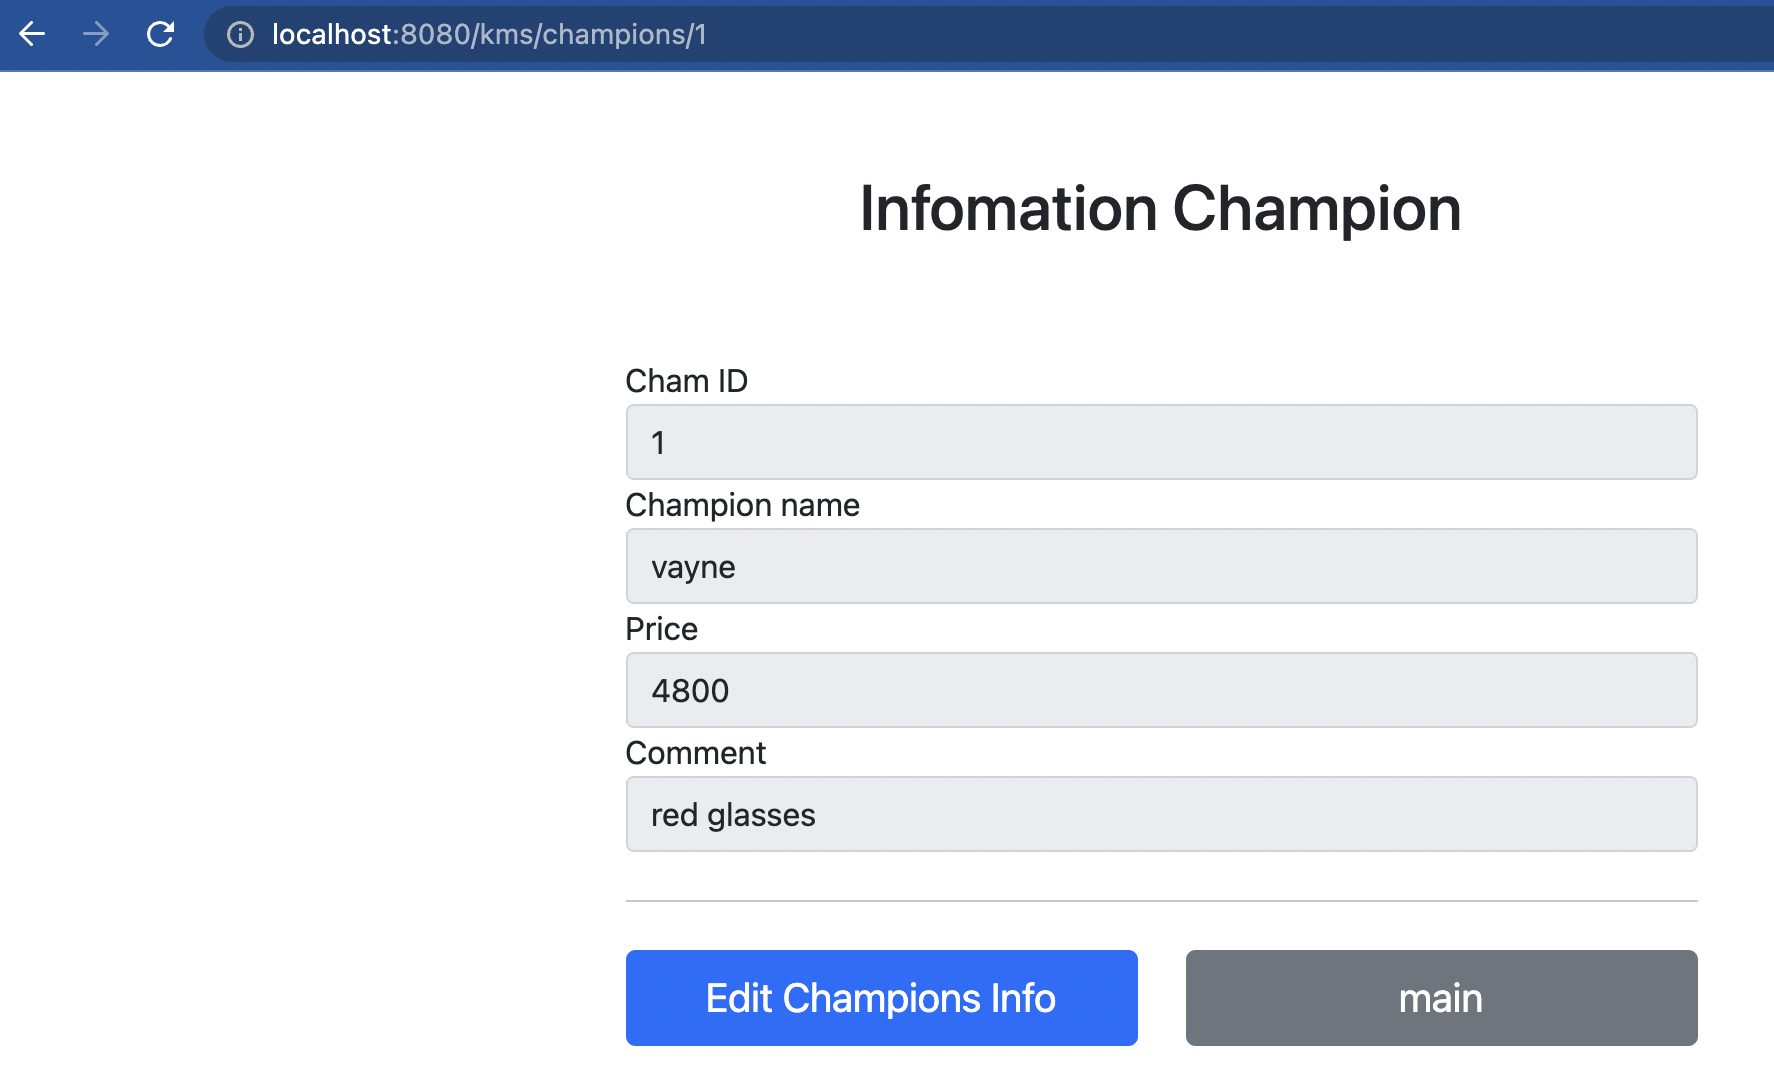 localhost:8080/kms/champions/1
Infomation Champion
Cham ID
1
Champion name
vayne
Price
4800
Comment
red glasses
Edit Champions Info
main